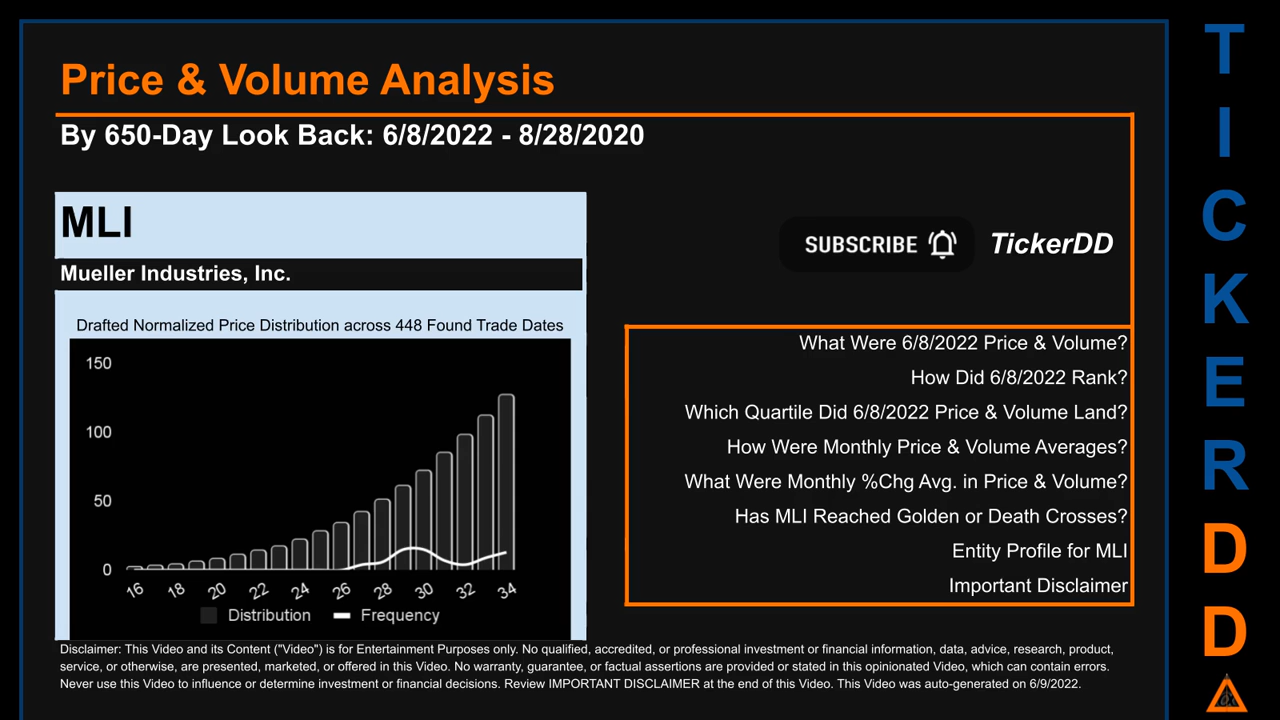 Price & Volume Analysis
By 650-Day Look Back: 6/8/2022 - 8/28/2020
MLI
Mueller Industries, Inc.
Drafted Normalized Price Distribution across 448 Found Trade Dates
150
100
50
0
16 18 20 22 24 26 28 30 32 34
Distribution Frequency
SUBSCRIBE TickerDD
What Were 6/8/2022 Price & Volume?
How Did 6/8/2022 Rank?
Which Quartile Did 6/8/2022 Price & Volume Land?
How Were Monthly Price & Volume Averages?
What Were Monthly %Chg Avg. in Price & Volume?
Has MLI Reached Golden or Death Crosses?
Entity Profile for MLI
Important Disclaimer
Disclaimer: This Video and its Content ("Video") is for Entertainment Purposes only. No qualified, accredited, or professional investment or financial information, data, advice, research, product,
service, or otherwise, are presented, marketed, or offered in this Video. No warranty, guarantee, or factual assertions are provided or stated in this opinionated Video, which can contain errors.
Never use this Video to influence or determine investment or financial decisions. Review IMPORTANT DISCLAIMER at the end of this Video. This Video was auto-generated on 6/9/2022.
T
I
C
K
E
R
D
D